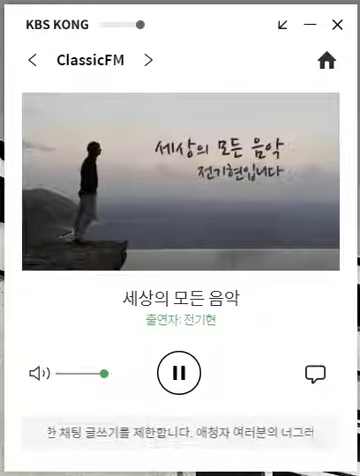 KBS KONG
ClassicFM
세상의 모든 음악
전기현입니다
세상의 모든 음악
출연자: 전기현
한 채팅 글쓰기를 제한합니다. 애청자 여러분의 너그러